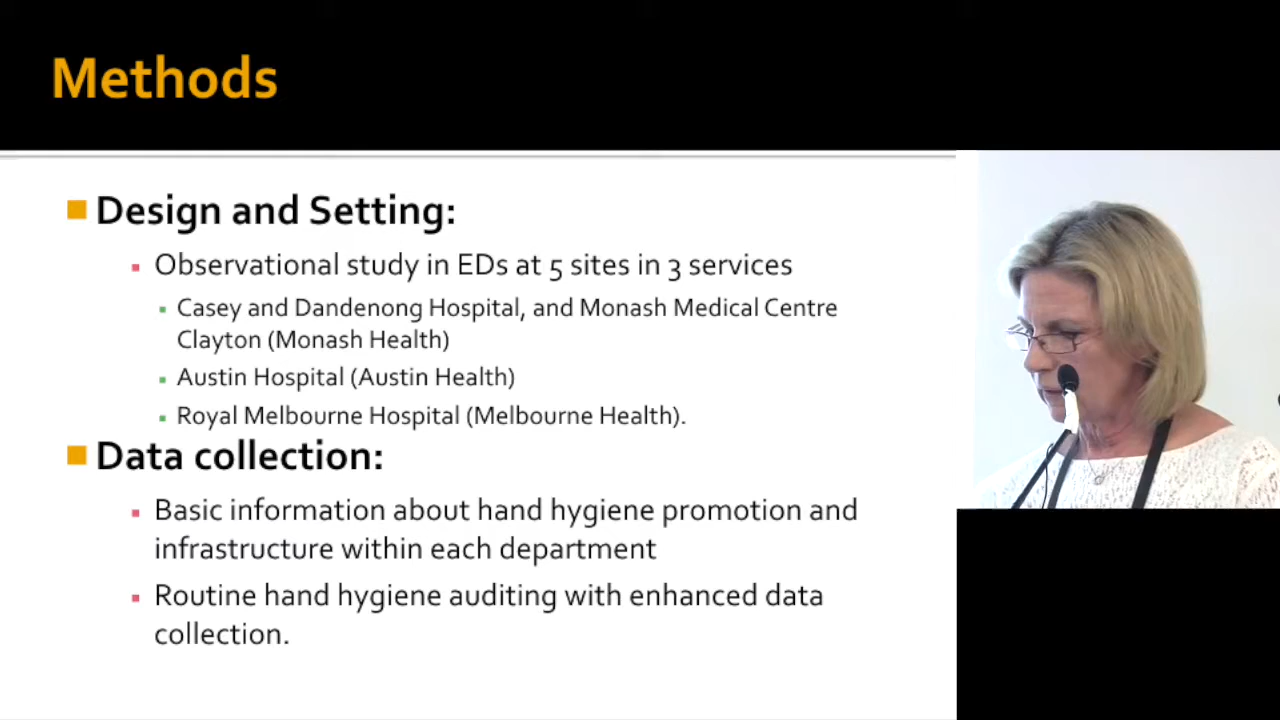 Methods
Design and Setting:
Observational study in EDs at 5 sites in 3 services
Casey and Dandenong Hospital, and Monash Medical Centre
Clayton (Monash Health)
Austin Hospital (Austin Health)
Royal Melbourne Hospital (Melbourne Health).
Data collection:
Basic information about hand hygiene promotion and
infrastructure within each department
Routine hand hygiene auditing with enhanced data
collection.